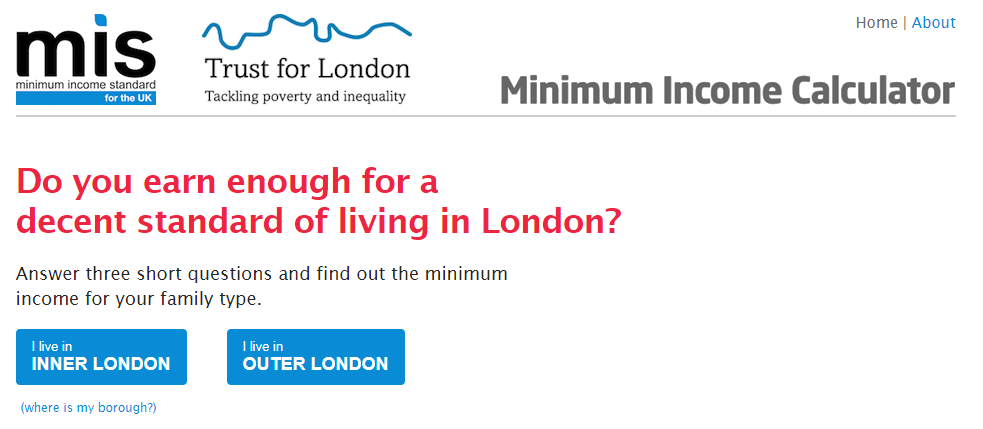 mis
minimum income standard
for the UK
Trust for London
Tackling poverty and inequality
Home | About
Minimum Income Calculator
Do you earn enough for a
decent standard of living in London?
Answer three short questions and find out the minimum
income for your family type.
I live in
INNER LONDON
I live in
OUTER LONDON
(where is my borough?)